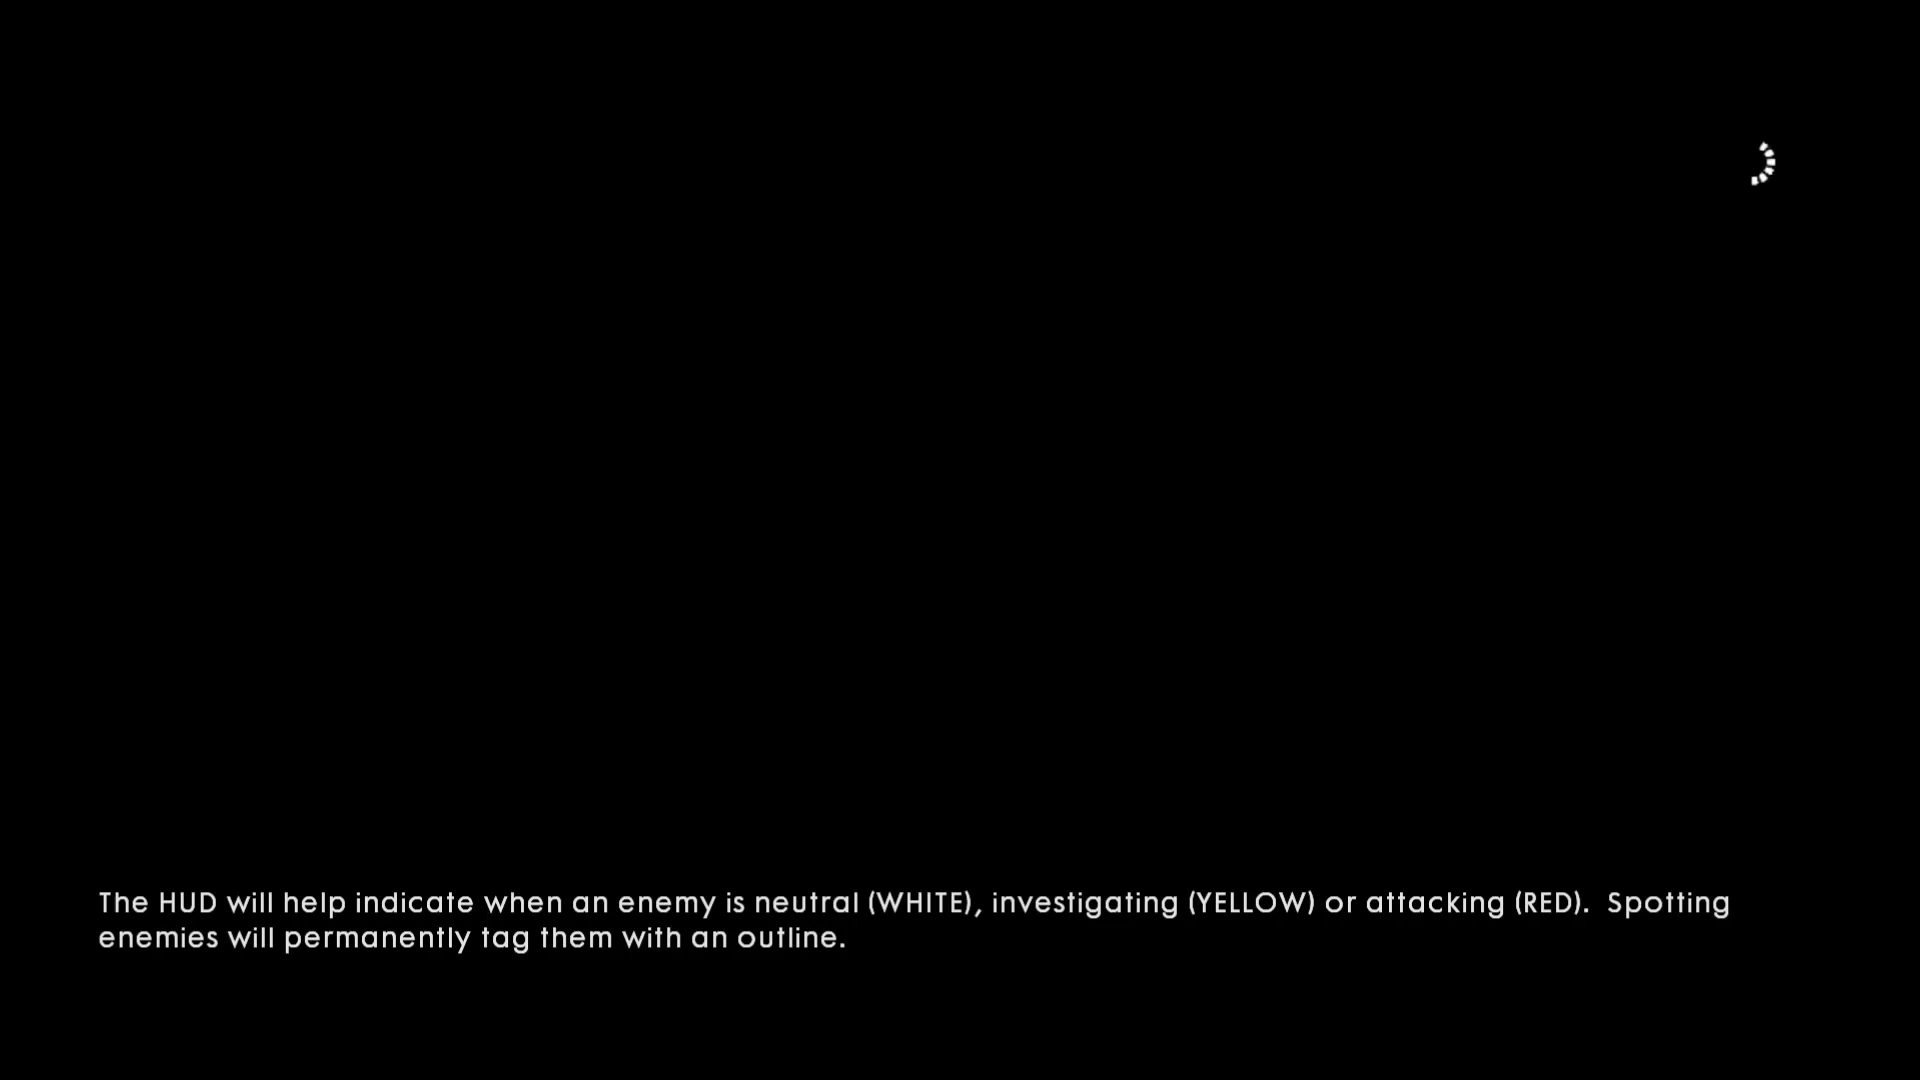 The HUD will help indicate when an enemy is neutral (WHITE), investigating (YELLOW) or attacking (RED).  Spotting
enemies will permanently tag them with an outline.